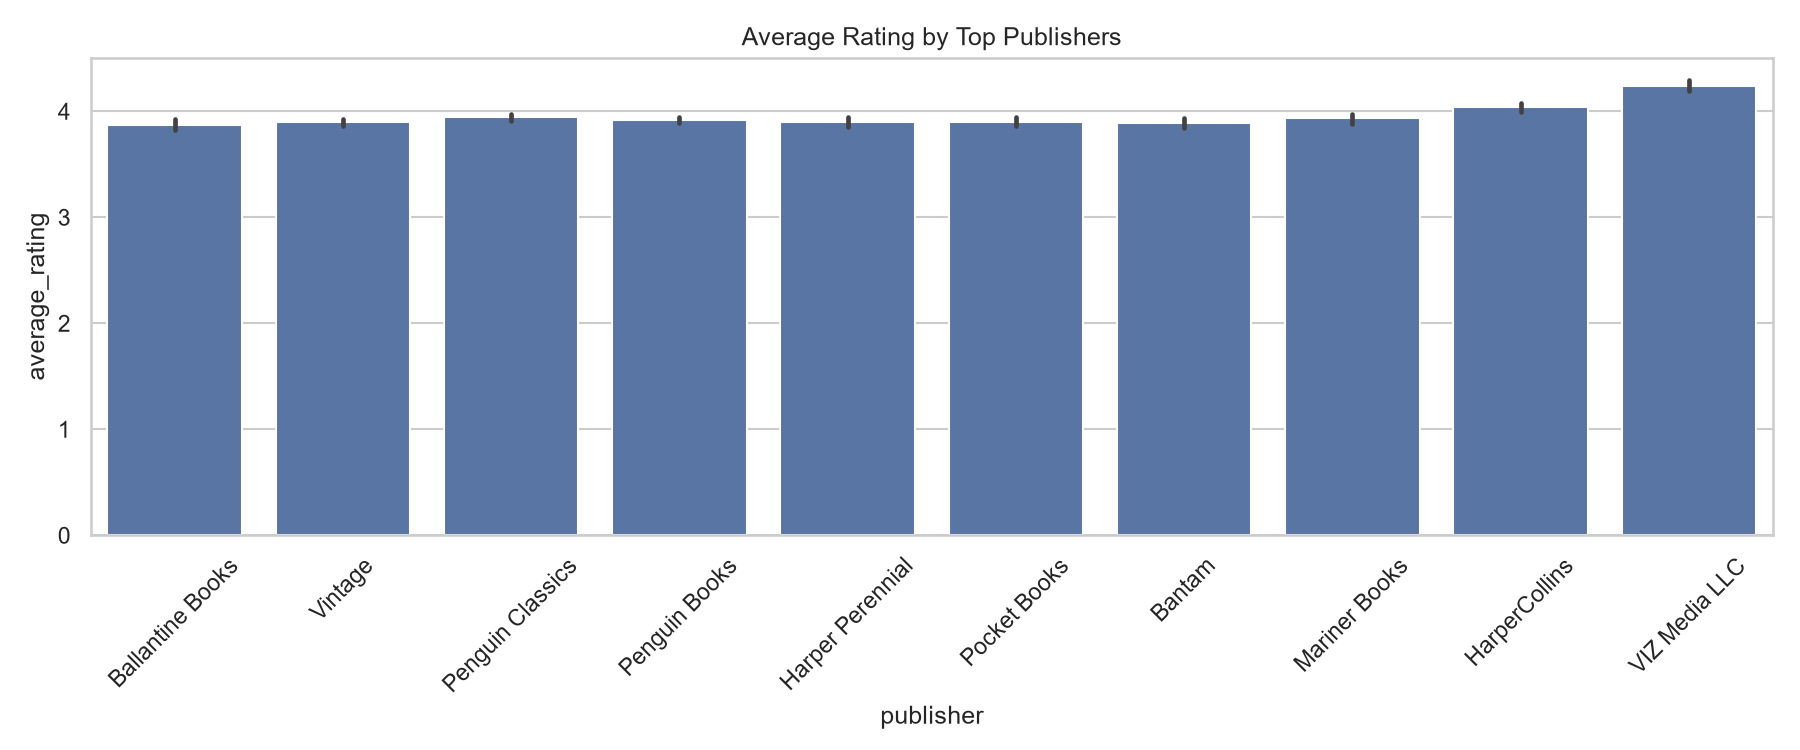 Average Rating by Top Publishers
average_rating
4
3
2
1
0
Ballantine Books
Vintage
Penguin Classics
Penguin Books
Harper Perennial
Pocket Books
Bantam
Mariner Books
HarperCollins
VIZ Media LLC
publisher